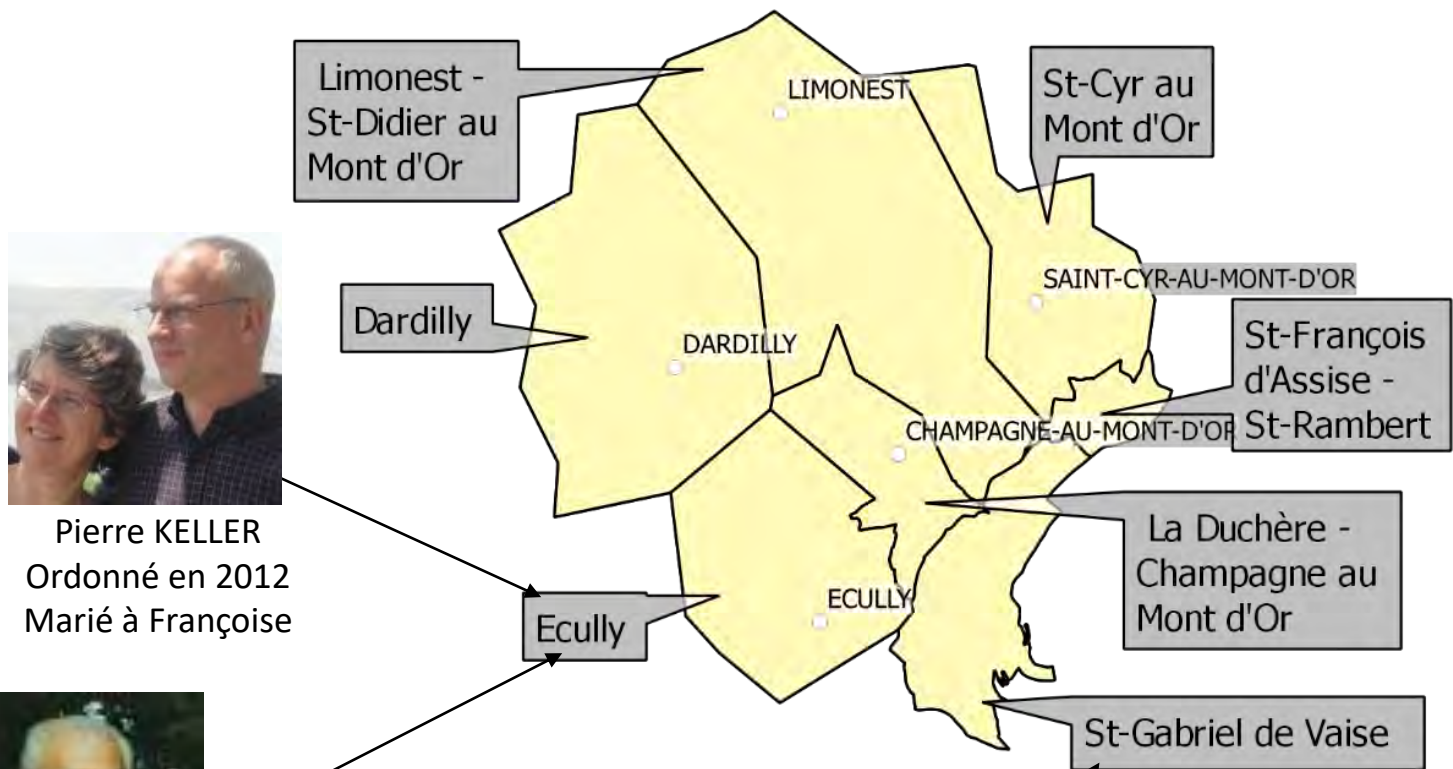 Limonest -
St-Didier au
Mont d'Or
LIMONEST
St-Cyr au
Mont d'Or
SAINT-CYR-AU-MONT-D'OR
Dardilly
DARDILLY
St-François
d'Assise -
St-Rambert
CHAMPAGNE-AU-MONT-D'OR
Pierre KELLER
Ordonné en 2012
Marié à Françoise
La Duchère -
Champagne au
Mont d'Or
ECULLY
Ecully
St-Gabriel de Vaise